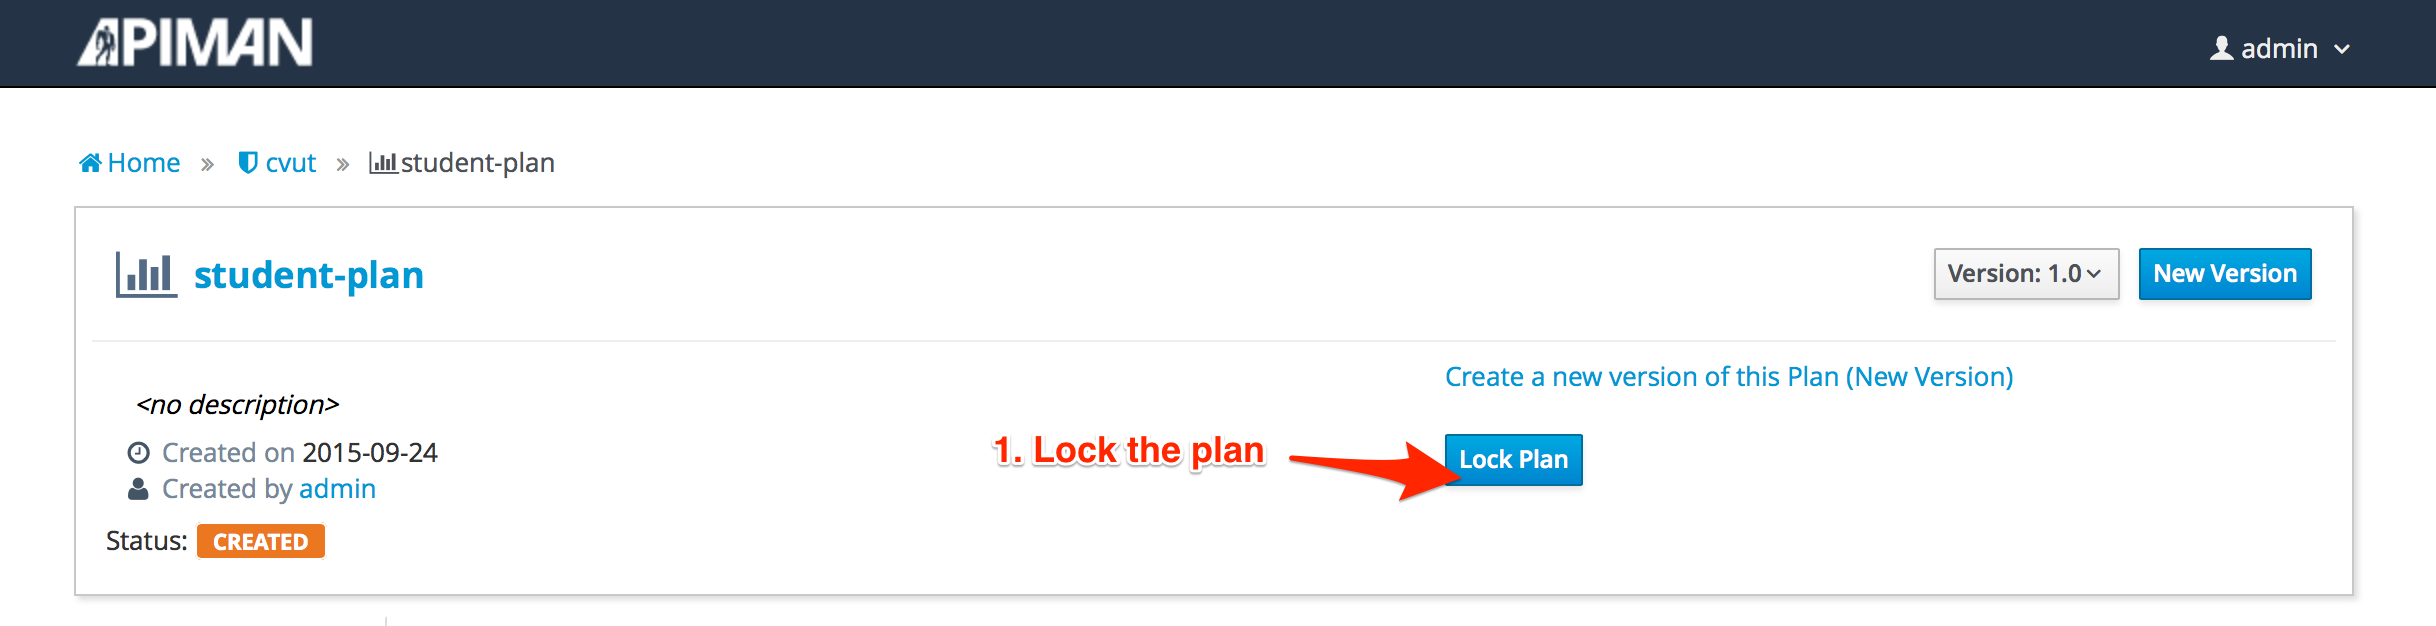 APIMAN
admin
Home » cvut » student-plan
student-plan
Version: 1.0
New Version
Create a new version of this Plan (New Version)
<no description>
Created on 2015-09-24
1. Lock the plan
Lock Plan
Created by admin
Status: CREATED